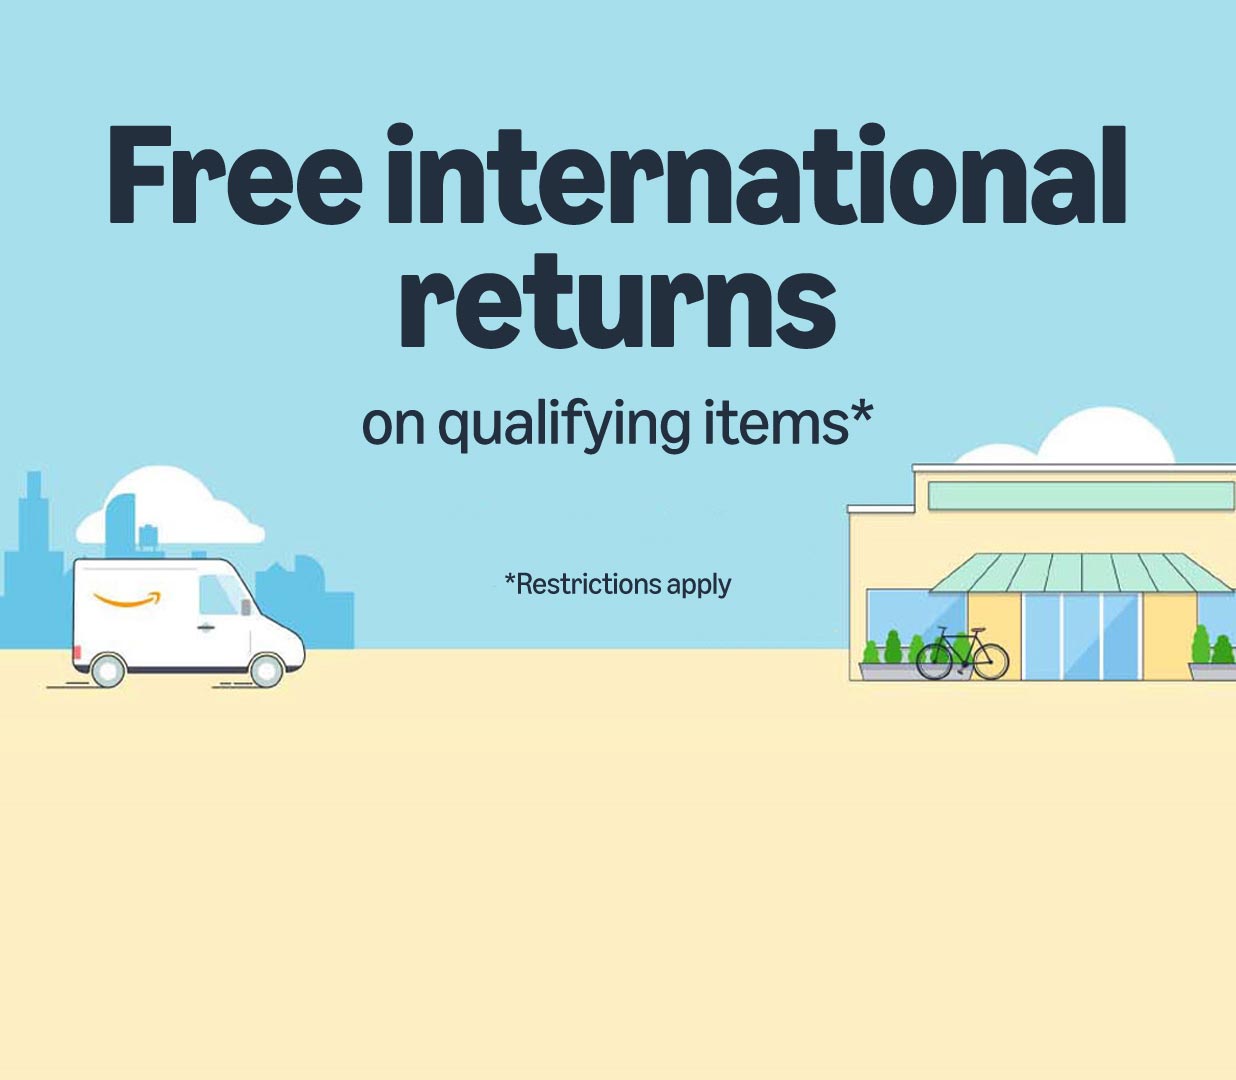 Free international
returns
on qualifying items*
*Restrictions apply